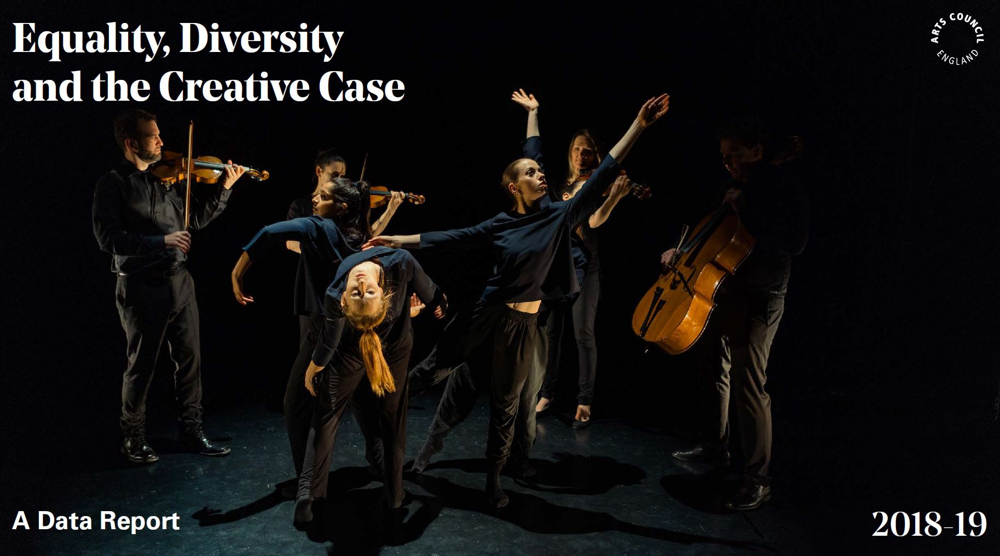 Equality, Diversity
and the Creative Case
ARTS COUNCIL
ENGLAND
A Data Report
2018-19